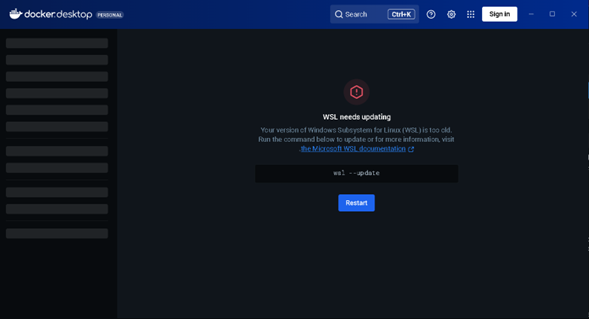 docker.desktop PERSONAL
Search Ctrl+K
Sign in
WSL needs updating
Your version of Windows Subsystem for Linux (WSL) is too old.
Run the command below to update or for more information, visit
.the Microsoft WSL documentation
wsl --update
Restart